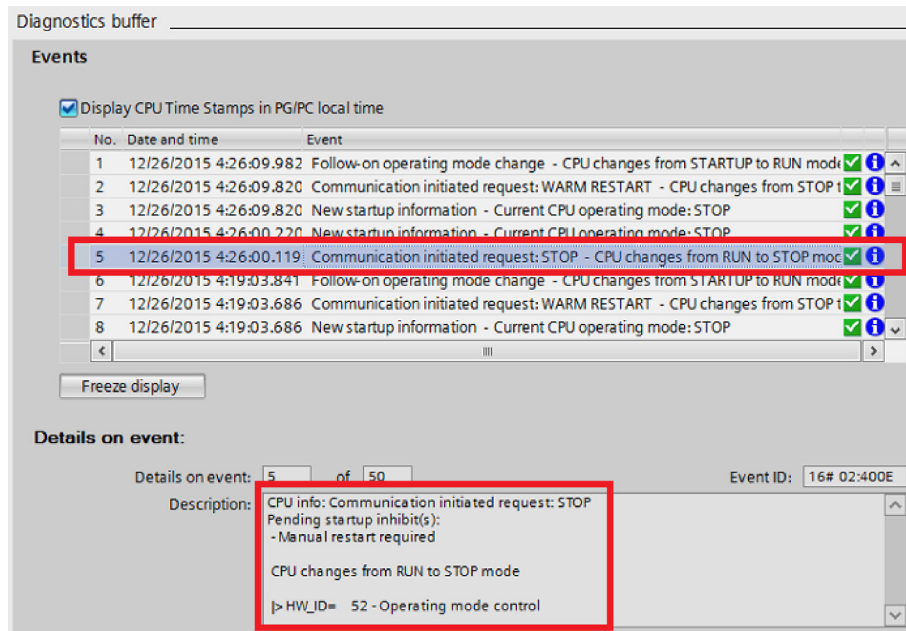 Diagnostics buffer
Events
Display CPU Time Stamps in PG/PC local time
No. Date and time Event
1 12/26/2015 4:26:09.982 Follow-on operating mode change - CPU changes from STARTUP to RUN mode
2 12/26/2015 4:26:09.820 Communication initiated request: WARM RESTART - CPU changes from STOP t
3 12/26/2015 4:26:09.820 New startup information - Current CPU operating mode: STOP
4 12/26/2015 4:26:00.220 New startup information - Current CPU operating mode: STOP
5 12/26/2015 4:26:00.119 Communication initiated request: STOP - CPU changes from RUN to STOP moc
6 12/26/2015 4:19:03.841 Follow-on operating mode change - CPU changes from STARTUP to RUN mode
7 12/26/2015 4:19:03.686 Communication initiated request: WARM RESTART - CPU changes from STOP t
8 12/26/2015 4:19:03.686 New startup information - Current CPU operating mode: STOP
Freeze display
Details on event:
Details on event: 5 of 50 Event ID: 16# 02:400E
Description: CPU info: Communication initiated request: STOP
Pending startup inhibit(s):
- Manual restart required
CPU changes from RUN to STOP mode
|> HW_ID= 52 - Operating mode control